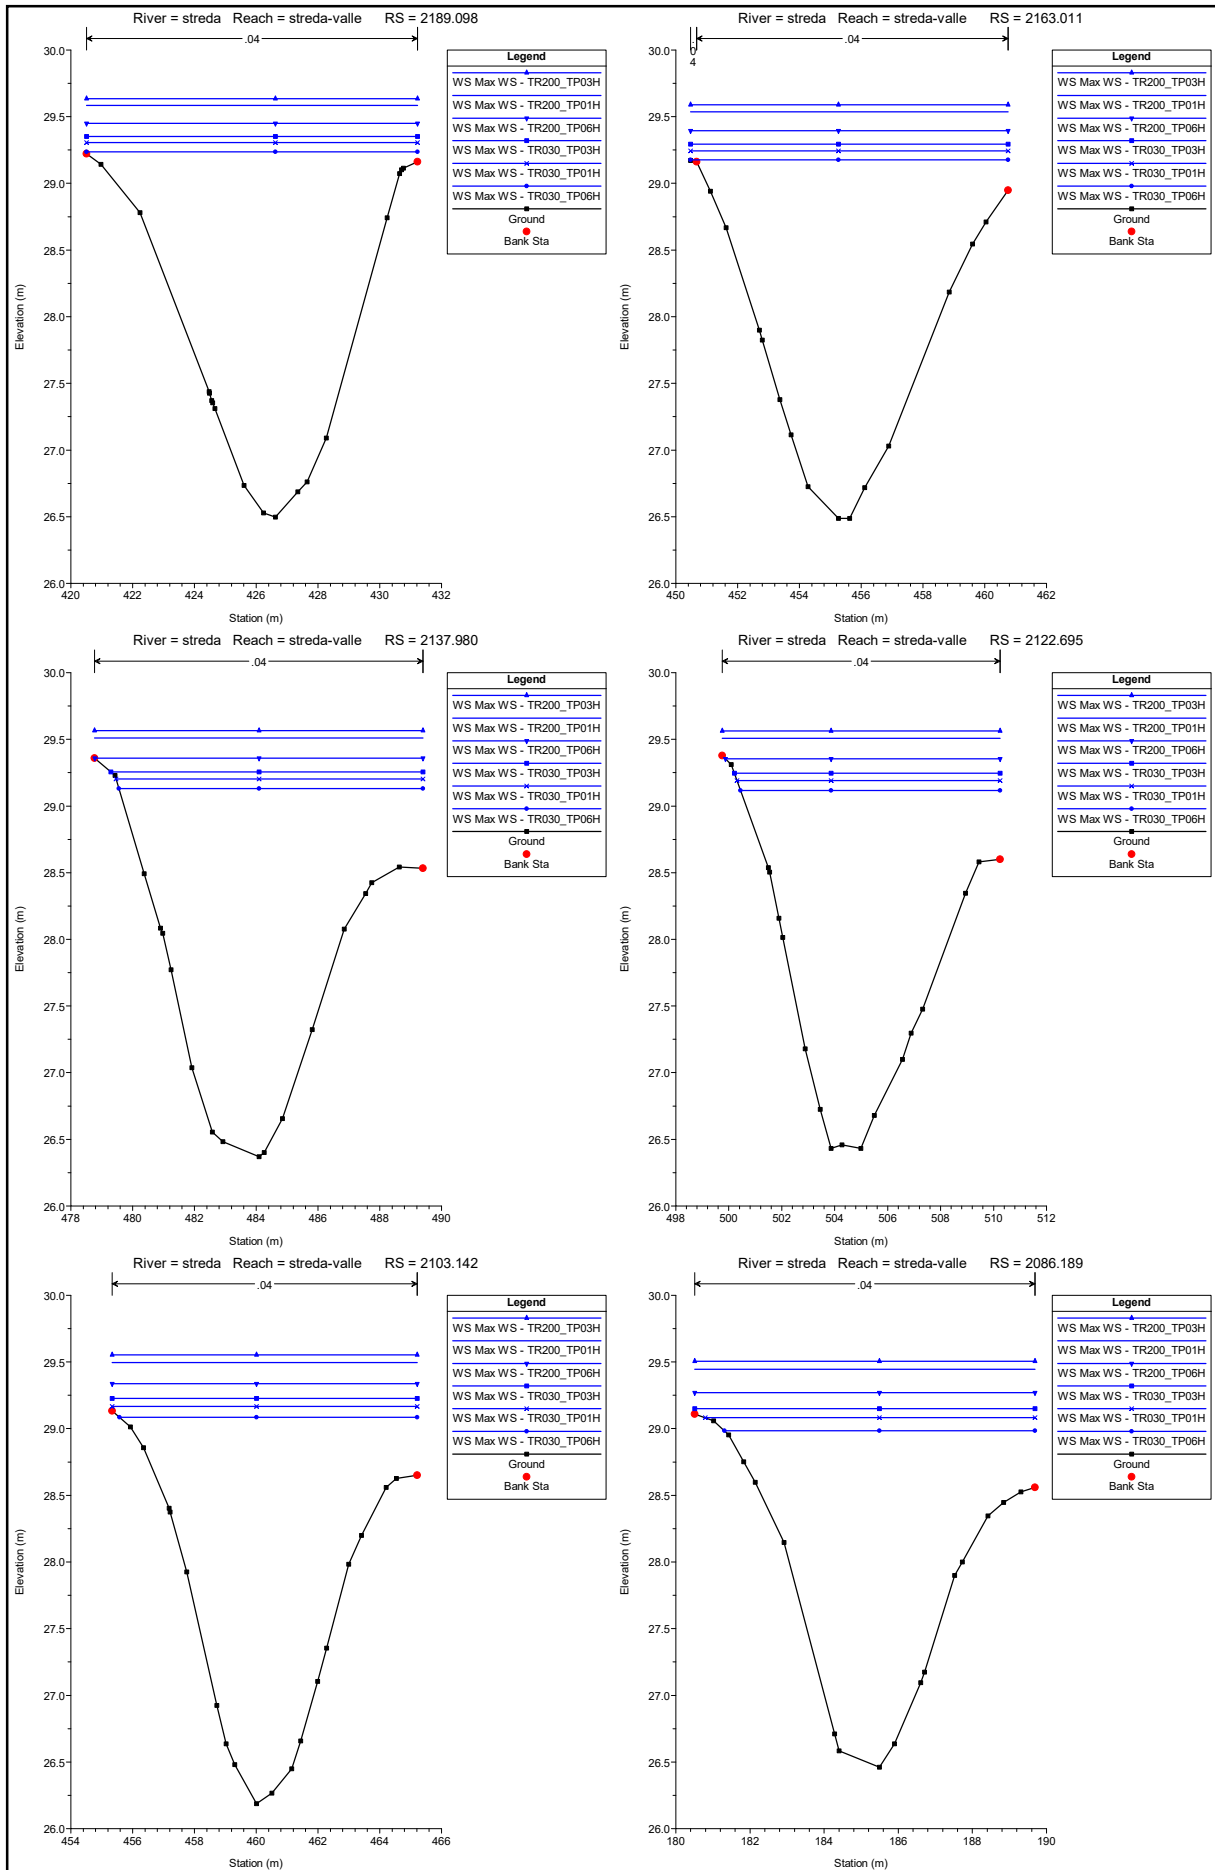 River = streda Reach = streda-valle RS = 2189.098
.04
Legend
WS Max WS - TR200_TP03H
WS Max WS - TR200_TP01H
WS Max WS - TR200_TP06H
WS Max WS - TR030_TP03H
WS Max WS - TR030_TP01H
WS Max WS - TR030_TP06H
Ground
Bank Sta
30.0
29.5
29.0
28.5
28.0
27.5
27.0
26.5
26.0
Elevation (m)
420 422 424 426 428 430 432
Station (m)
River = streda Reach = streda-valle RS = 2163.011
.04
.04
Legend
WS Max WS - TR200_TP03H
WS Max WS - TR200_TP01H
WS Max WS - TR200_TP06H
WS Max WS - TR030_TP03H
WS Max WS - TR030_TP01H
WS Max WS - TR030_TP06H
Ground
Bank Sta
30.0
29.5
29.0
28.5
28.0
27.5
27.0
26.5
26.0
Elevation (m)
450 452 454 456 458 460 462
Station (m)
River = streda Reach = streda-valle RS = 2137.980
.04
Legend
WS Max WS - TR200_TP03H
WS Max WS - TR200_TP01H
WS Max WS - TR200_TP06H
WS Max WS - TR030_TP03H
WS Max WS - TR030_TP01H
WS Max WS - TR030_TP06H
Ground
Bank Sta
30.0
29.5
29.0
28.5
28.0
27.5
27.0
26.5
26.0
Elevation (m)
478 480 482 484 486 488 490
Station (m)
River = streda Reach = streda-valle RS = 2122.695
.04
Legend
WS Max WS - TR200_TP03H
WS Max WS - TR200_TP01H
WS Max WS - TR200_TP06H
WS Max WS - TR030_TP03H
WS Max WS - TR030_TP01H
WS Max WS - TR030_TP06H
Ground
Bank Sta
30.0
29.5
29.0
28.5
28.0
27.5
27.0
26.5
26.0
Elevation (m)
498 500 502 504 506 508 510 512
Station (m)
River = streda Reach = streda-valle RS = 2103.142
.04
Legend
WS Max WS - TR200_TP03H
WS Max WS - TR200_TP01H
WS Max WS - TR200_TP06H
WS Max WS - TR030_TP03H
WS Max WS - TR030_TP01H
WS Max WS - TR030_TP06H
Ground
Bank Sta
30.0
29.5
29.0
28.5
28.0
27.5
27.0
26.5
26.0
Elevation (m)
454 456 458 460 462 464 466
Station (m)
River = streda Reach = streda-valle RS = 2086.189
.04
Legend
WS Max WS - TR200_TP03H
WS Max WS - TR200_TP01H
WS Max WS - TR200_TP06H
WS Max WS - TR030_TP03H
WS Max WS - TR030_TP01H
WS Max WS - TR030_TP06H
Ground
Bank Sta
30.0
29.5
29.0
28.5
28.0
27.5
27.0
26.5
26.0
Elevation (m)
180 182 184 186 188 190
Station (m)